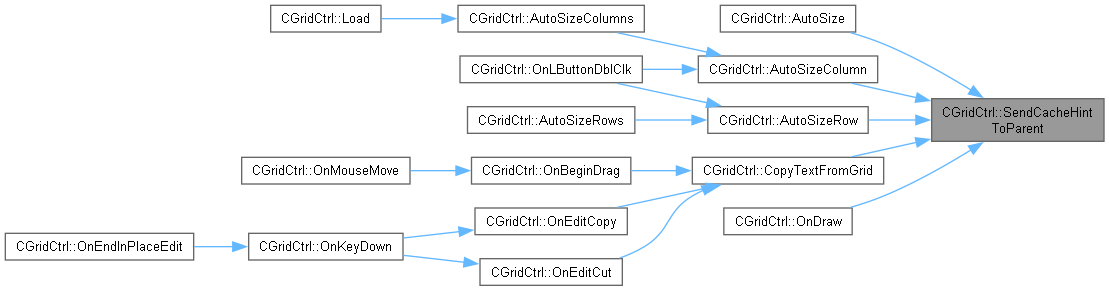 CGridCtrl::Load
CGridCtrl::AutoSizeColumns
CGridCtrl::AutoSize
CGridCtrl::OnLButtonDblClk
CGridCtrl::AutoSizeColumn
CGridCtrl::AutoSizeRows
CGridCtrl::AutoSizeRow
CGridCtrl::SendCacheHint
ToParent
CGridCtrl::OnMouseMove
CGridCtrl::OnBeginDrag
CGridCtrl::CopyTextFromGrid
CGridCtrl::OnEditCopy
CGridCtrl::OnDraw
CGridCtrl::OnEndInPlaceEdit
CGridCtrl::OnKeyDown
CGridCtrl::OnEditCut